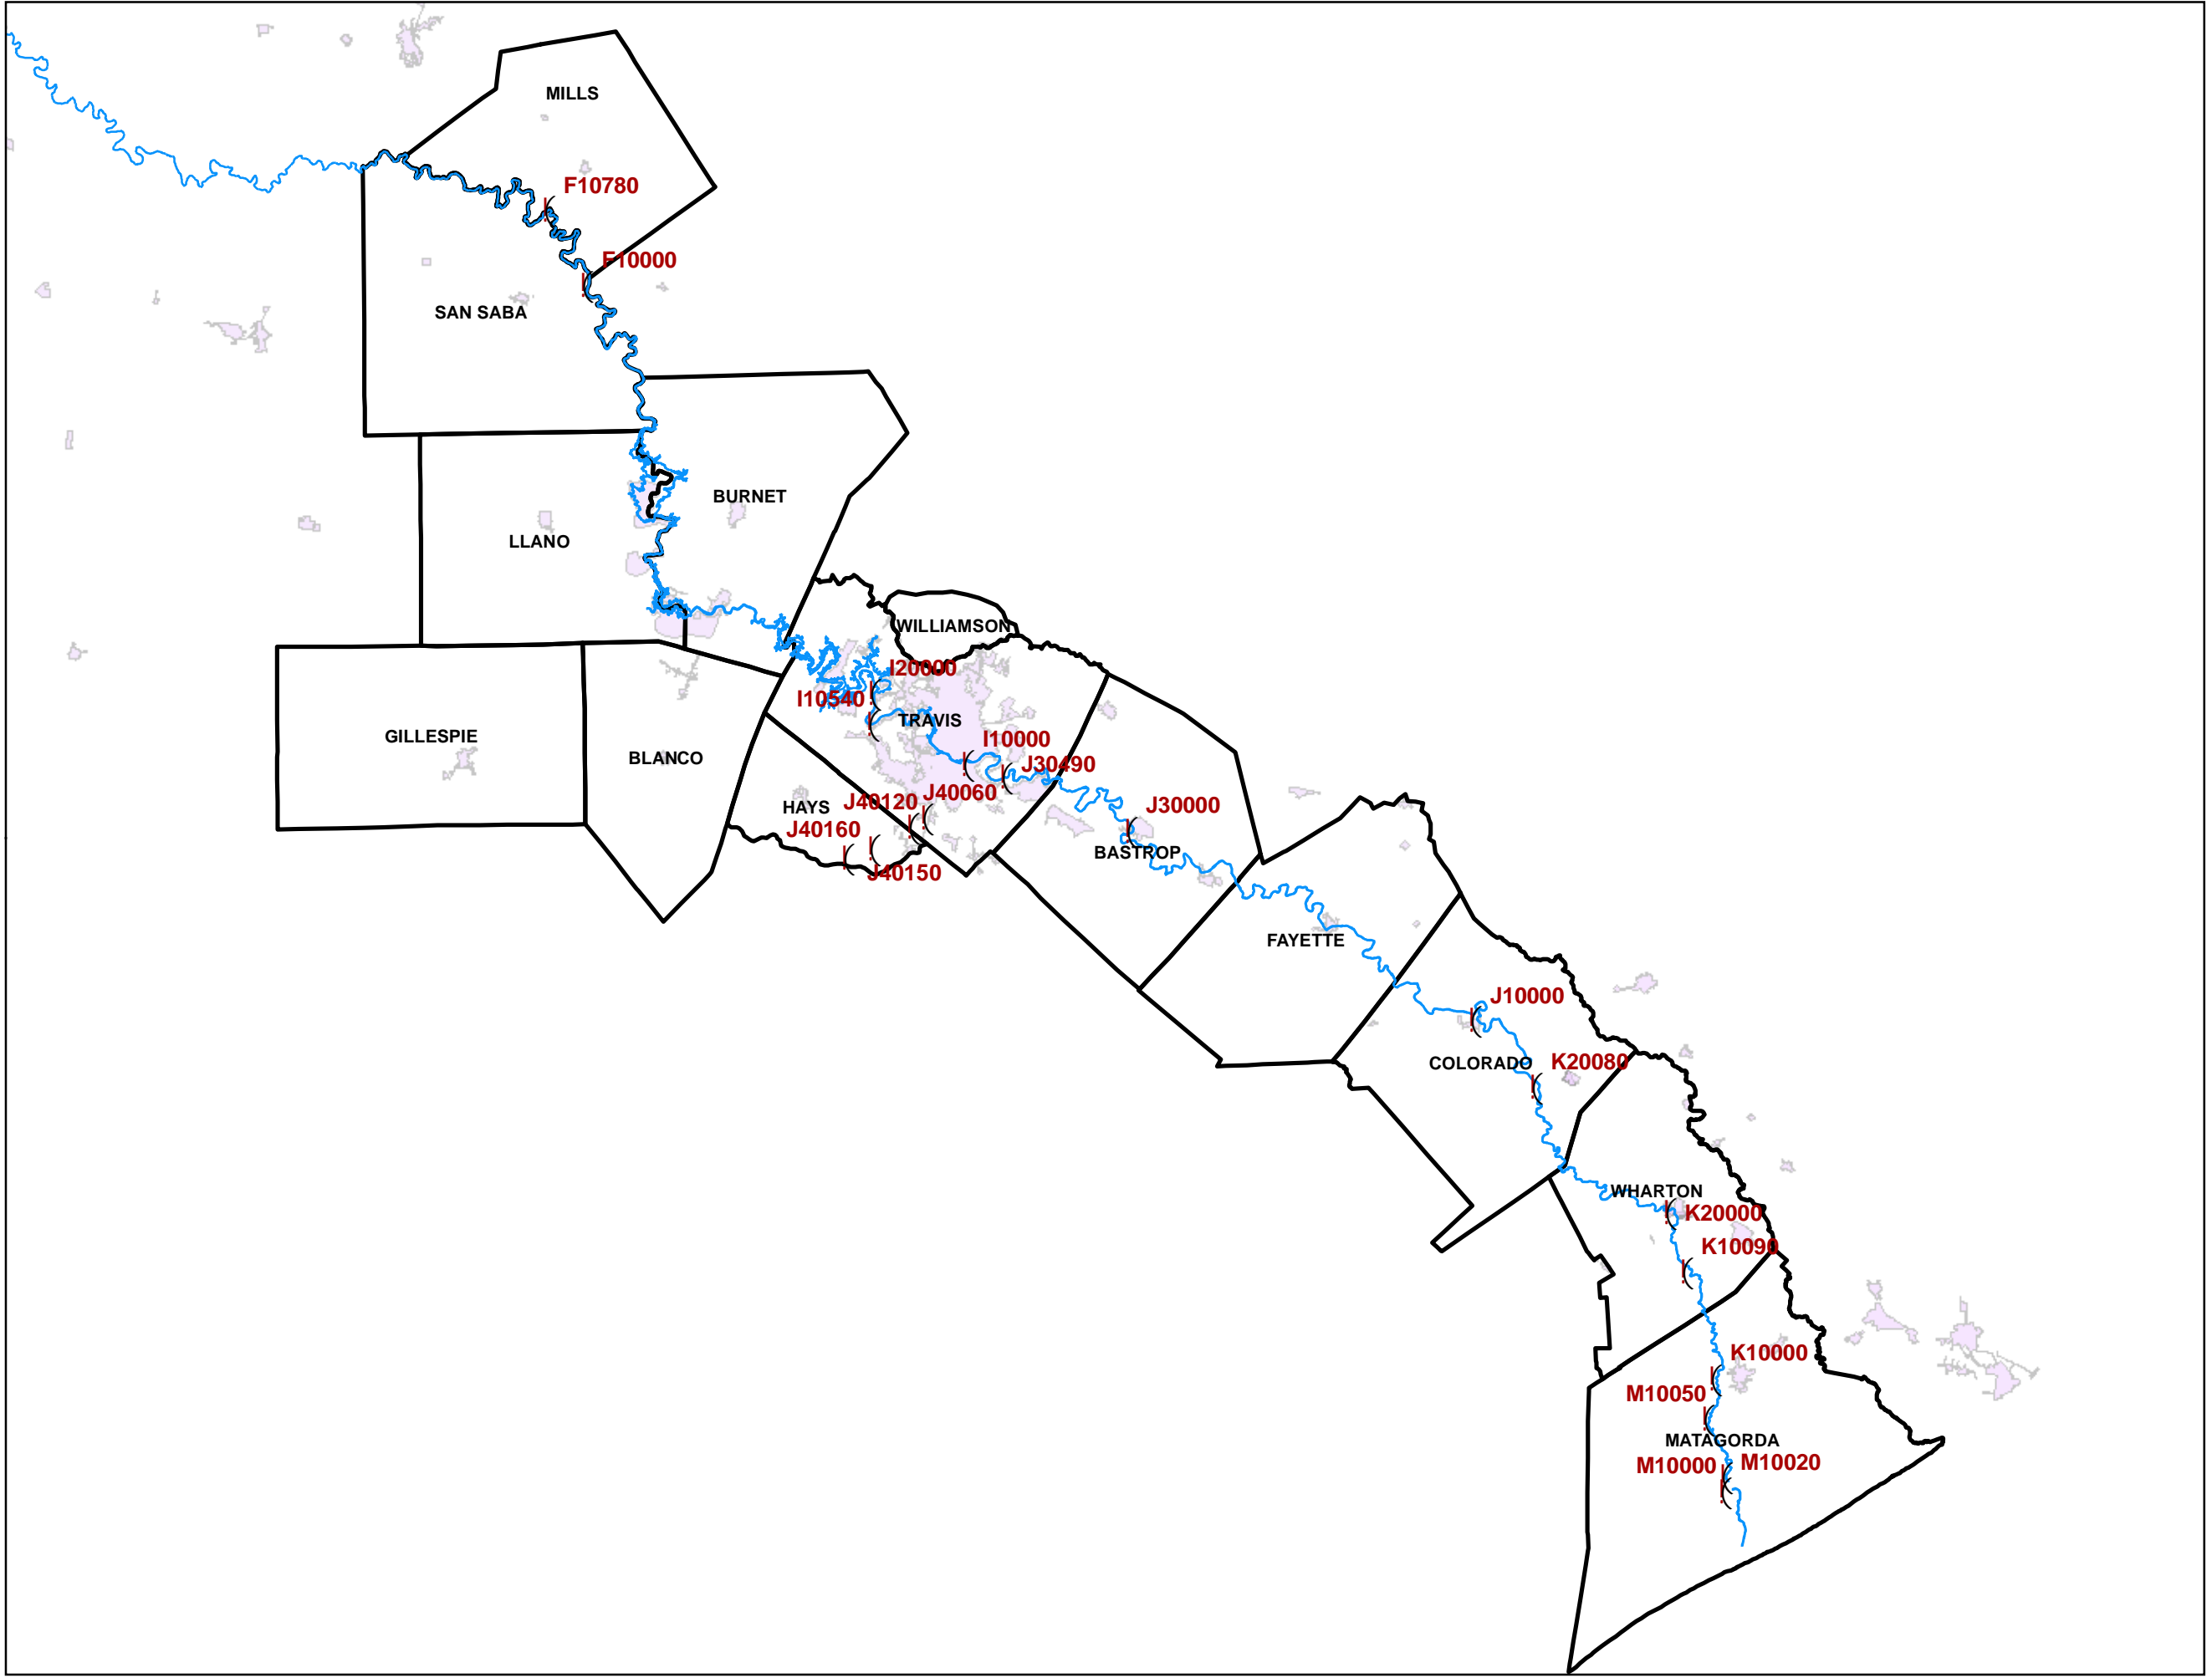 MILLS
F10780
F10000
SAN SABA
BURNET
LLANO
WILLIAMSON
I20000
I10540
TRAVIS
GILLESPIE
I10000
BLANCO
J30490
J40060
J40120
HAYS
J30000
J40160
BASTROP
J40150
FAYETTE
J10000
COLORADO
K20080
WHARTON
K20000
K10090
K10000
M10050
MATAGORDA
M10020
M10000